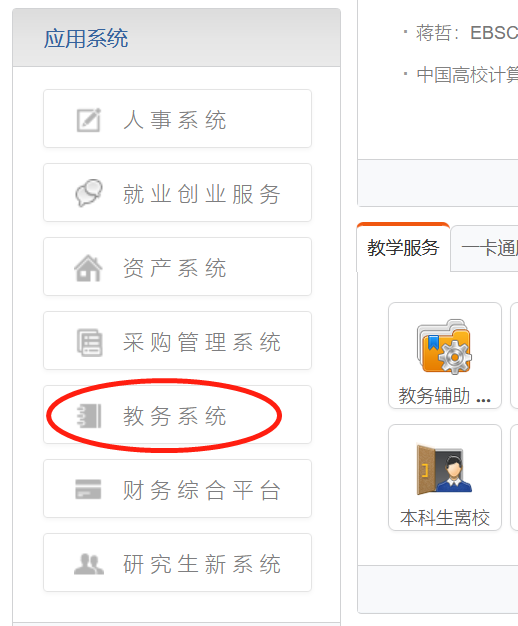 应用系统
人事系统
就业创业服务
资产系统
采购管理系统
教务系统
财务综合平台
研究生新系统
· 蒋哲：EBSC
· 中国高校计算
教学服务
一卡通
教务辅助 ...
本科生离校